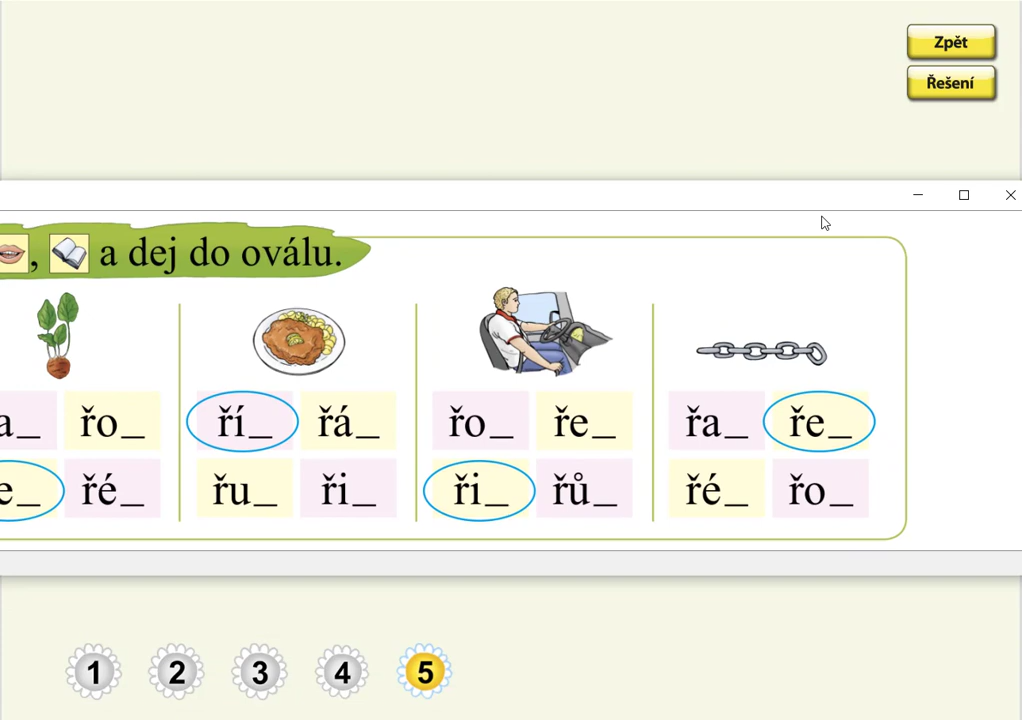 Zpět
Řešení
, a dej do oválu.
a_ řo_ ří_ řá_ řo_ ře_ řa_ ře_
e_ řé_ řu_ ři_ ři_ řů_ řé_ řo_
1 2 3 4 5